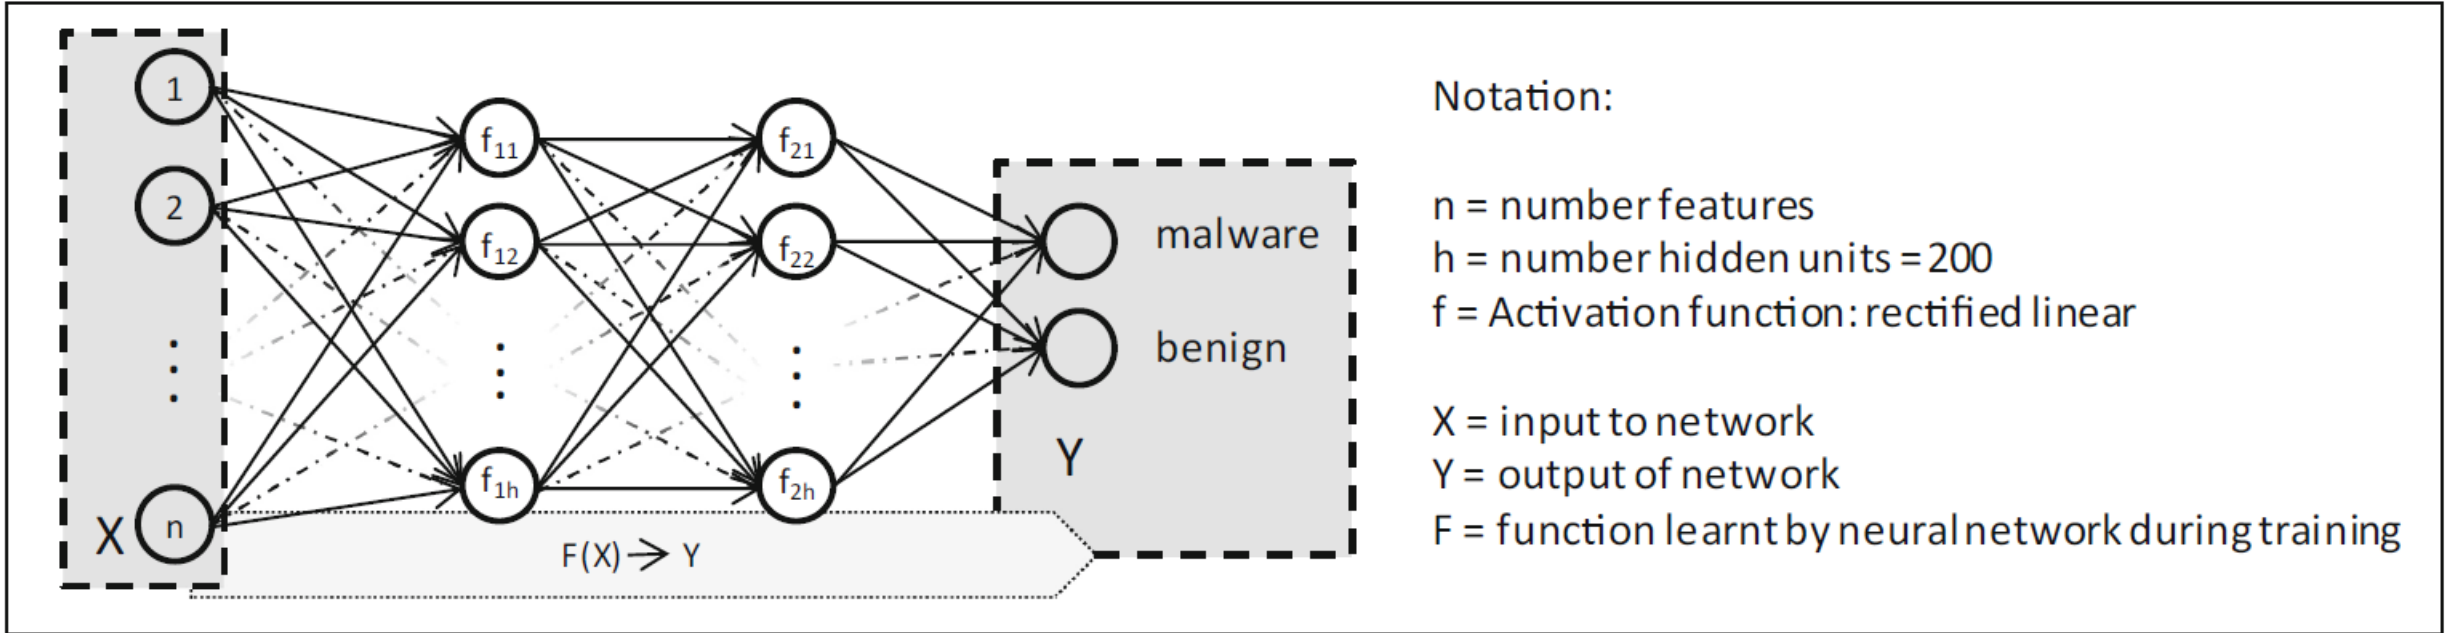 1
2
⋮
X n
f11
f12
⋮
f1h
f21
f22
⋮
f2h
F(X) → Y
malware
benign
Y
Notation:
n = number features
h = number hidden units = 200
f = Activation function: rectified linear
X = input to network
Y = output of network
F = function learnt by neural network during training